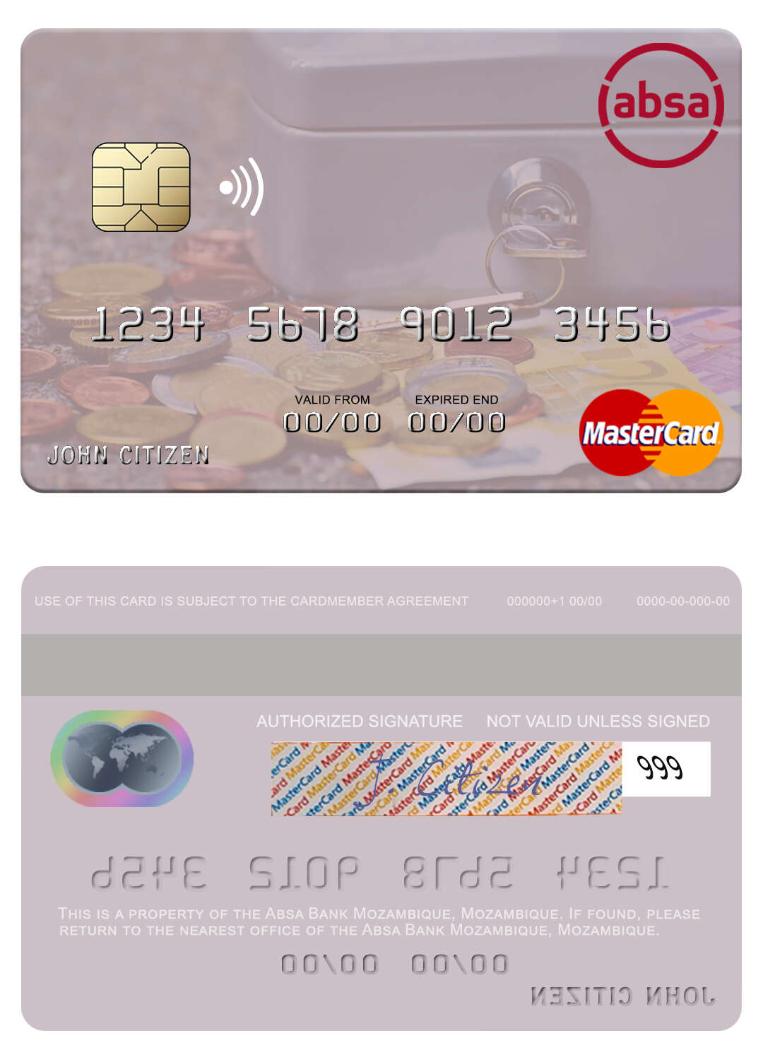 absa
1234 5678 9012 3456
VALID FROM EXPIRED END
00/00 00/00
MasterCard
JOHN CITIZEN
USE OF THIS CARD IS SUBJECT TO THE CARDMEMBER AGREEMENT 000000+1 00/00 0000-00-000-00
AUTHORIZED SIGNATURE NOT VALID UNLESS SIGNED
J. Citizen 999
1234 5678 9012 3456
THIS IS A PROPERTY OF THE ABSA BANK MOZAMBIQUE, MOZAMBIQUE. IF FOUND, PLEASE
RETURN TO THE NEAREST OFFICE OF THE ABSA BANK MOZAMBIQUE, MOZAMBIQUE.
00/00 00/00
JOHN CITIZEN